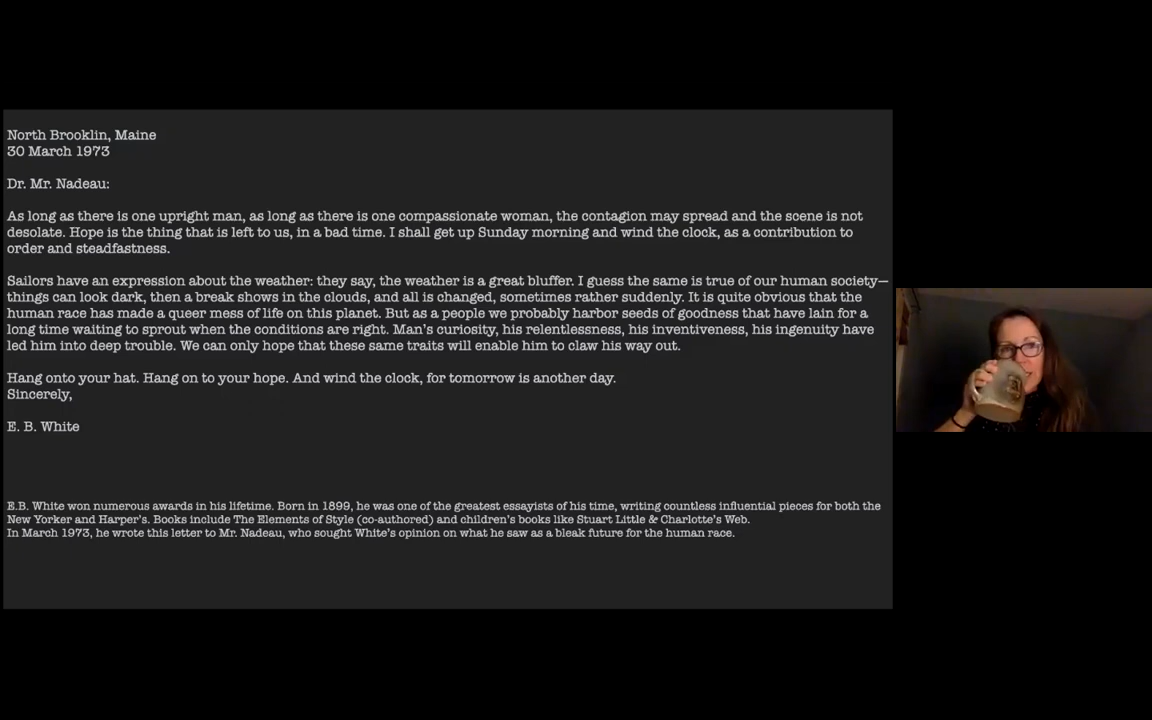 North Brooklin, Maine
30 March 1973
Dr. Mr. Nadeau:
As long as there is one upright man, as long as there is one compassionate woman, the contagion may spread and the scene is not
desolate. Hope is the thing that is left to us, in a bad time. I shall get up Sunday morning and wind the clock, as a contribution to
order and steadfastness.
Sailors have an expression about the weather: they say, the weather is a great bluffer. I guess the same is true of our human society—
things can look dark, then a break shows in the clouds, and all is changed, sometimes rather suddenly. It is quite obvious that the
human race has made a queer mess of life on this planet. But as a people we probably harbor seeds of goodness that have lain for a
long time waiting to sprout when the conditions are right. Man's curiosity, his relentlessness, his inventiveness, his ingenuity have
led him into deep trouble. We can only hope that these same traits will enable him to claw his way out.
Hang onto your hat. Hang on to your hope. And wind the clock, for tomorrow is another day.
Sincerely,
E. B. White
E.B. White won numerous awards in his lifetime. Born in 1899, he was one of the greatest essayists of his time, writing countless influential pieces for both the
New Yorker and Harper's. Books include The Elements of Style (co-authored) and children's books like Stuart Little & Charlotte's Web.
In March 1973, he wrote this letter to Mr. Nadeau, who sought White's opinion on what he saw as a bleak future for the human race.